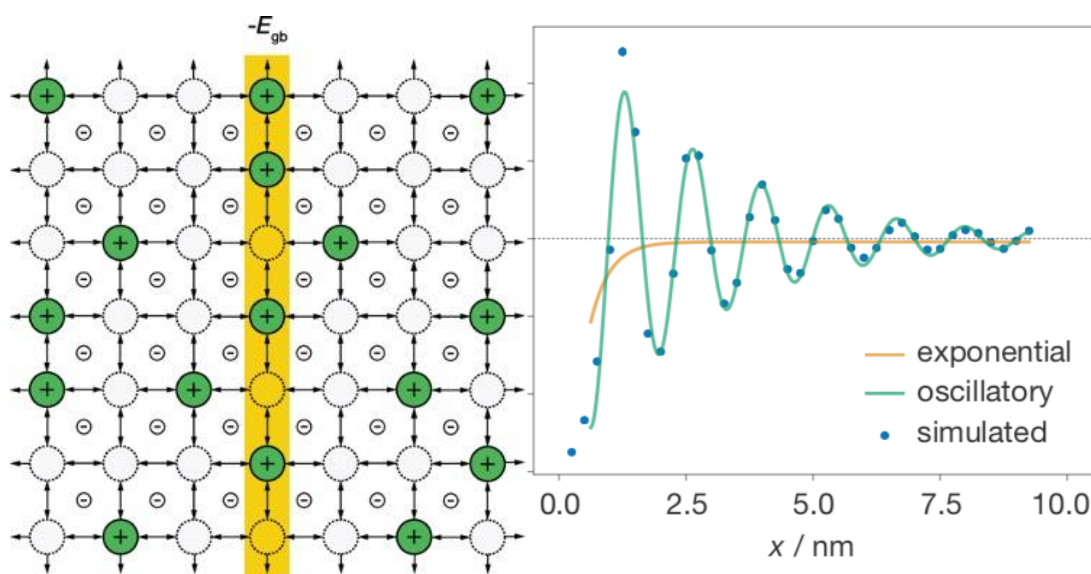 -E_gb
exponential
oscillatory
simulated
0.0 2.5 5.0 7.5 10.0
x / nm